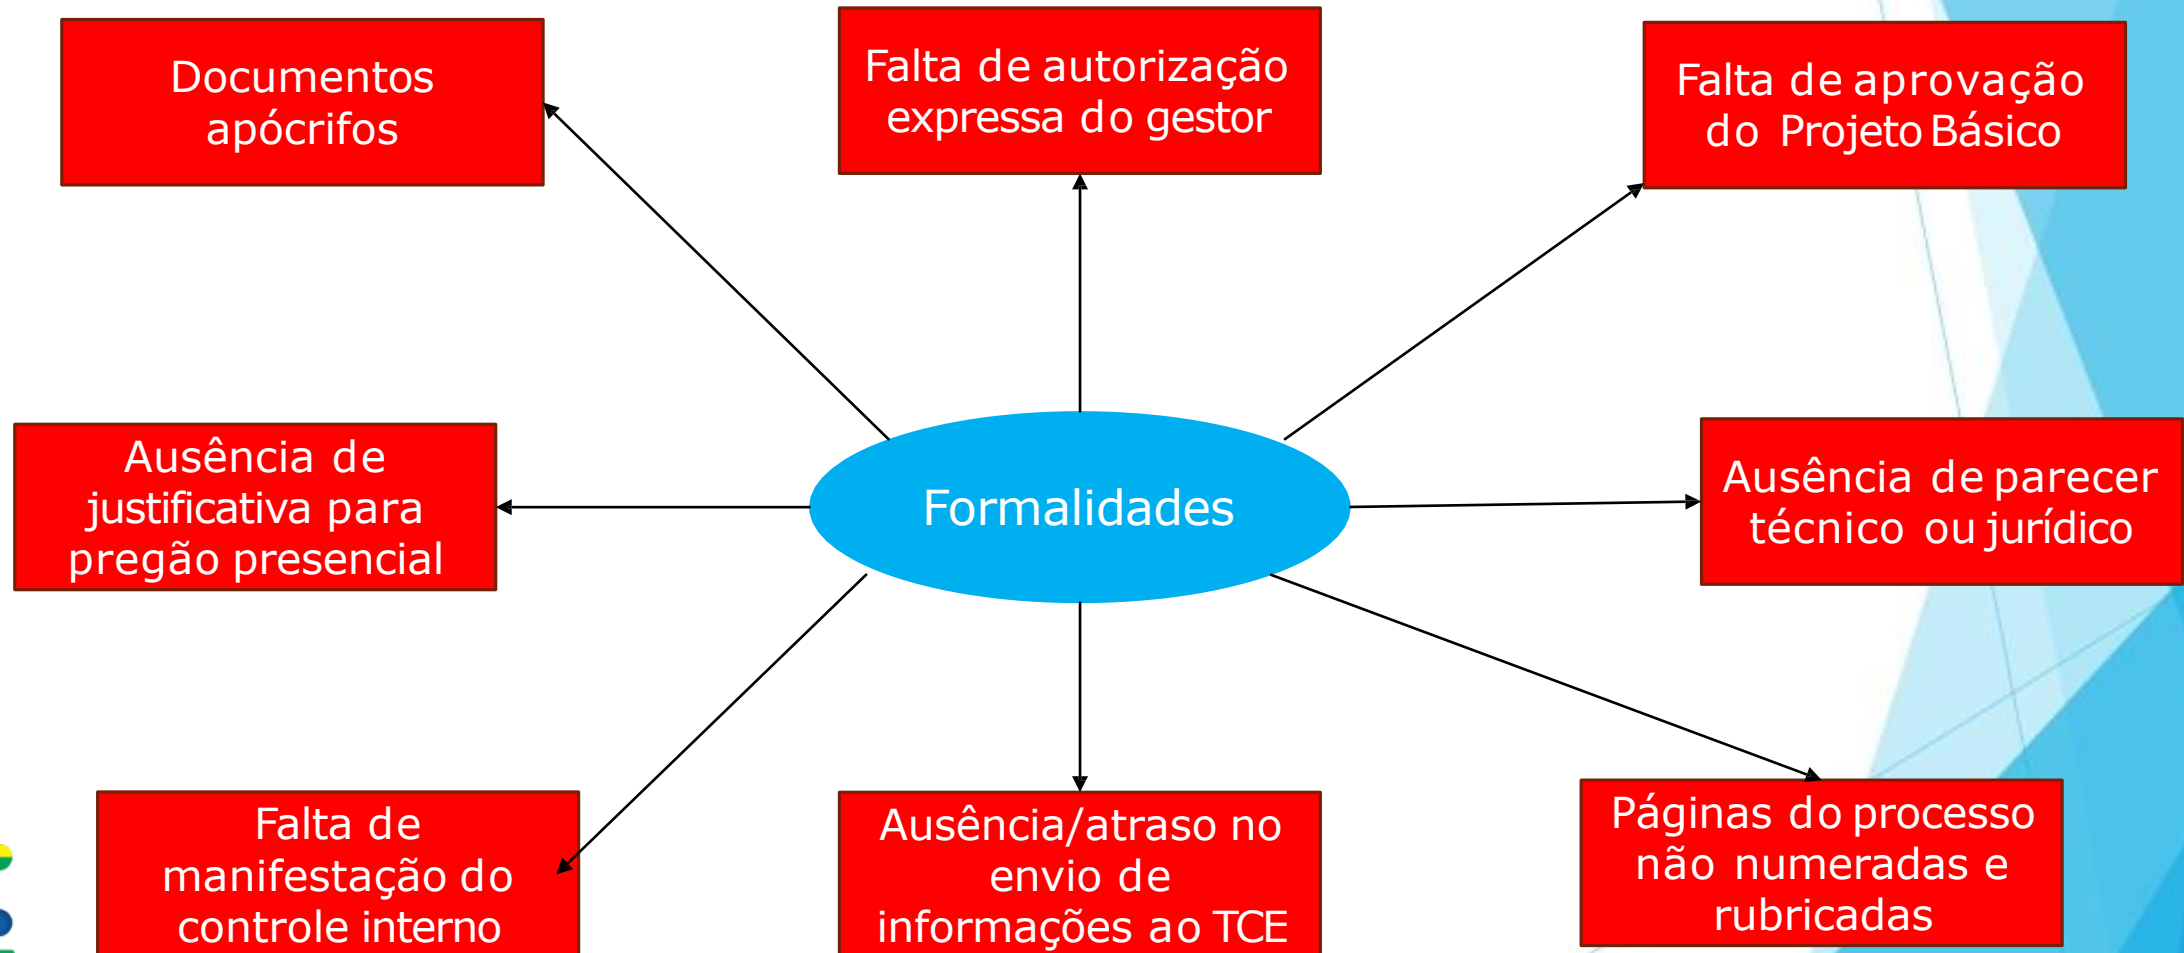 Documentos
apócrifos
Falta de autorização
expressa do gestor
Falta de aprovação
do Projeto Básico
Ausência de
justificativa para
pregão presencial
Formalidades
Ausência de parecer
técnico ou jurídico
Falta de
manifestação do
controle interno
Ausência/atraso no
envio de
informações ao TCE
Páginas do processo
não numeradas e
rubricadas